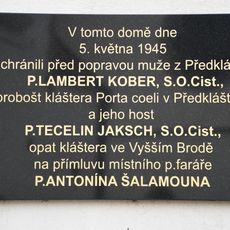 V tomto domě dne
5. května 1945
chránili před popravou muže z Předklá
P.LAMBERT KOBER, S.O.Cist.,
probošt kláštera Porta coeli v Předklášt
a jeho host
P.TECELIN JAKSCH, S.O.Cist.,
opat kláštera ve Vyšším Brodě
na přímluvu místního p.faráře
P.ANTONÍNA ŠALAMOUNA